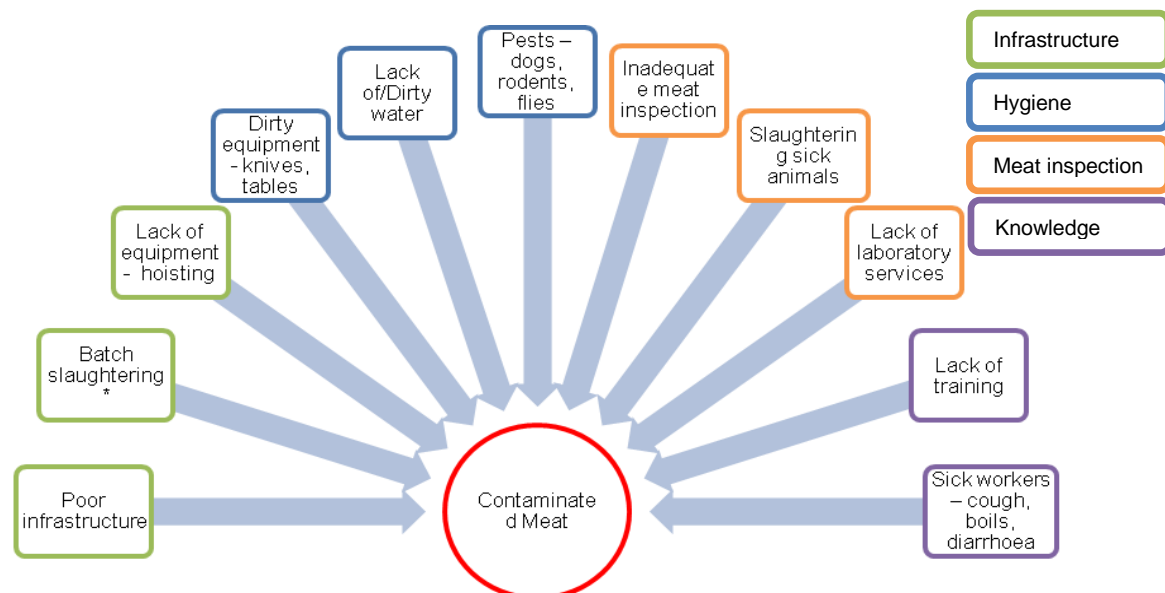 Poor
infrastructure
Batch
slaughtering
*
Lack of
equipment
- hoisting
Dirty
equipment
- knives,
tables
Lack
of/Dirty
water
Pests –
dogs,
rodents,
flies
Inadequat
e meat
inspection
Slaughterin
g sick
animals
Lack of
laboratory
services
Lack of
training
Sick workers
– cough,
boils,
diarrhoea
Contaminate
d Meat
Infrastructure
Hygiene
Meat inspection
Knowledge